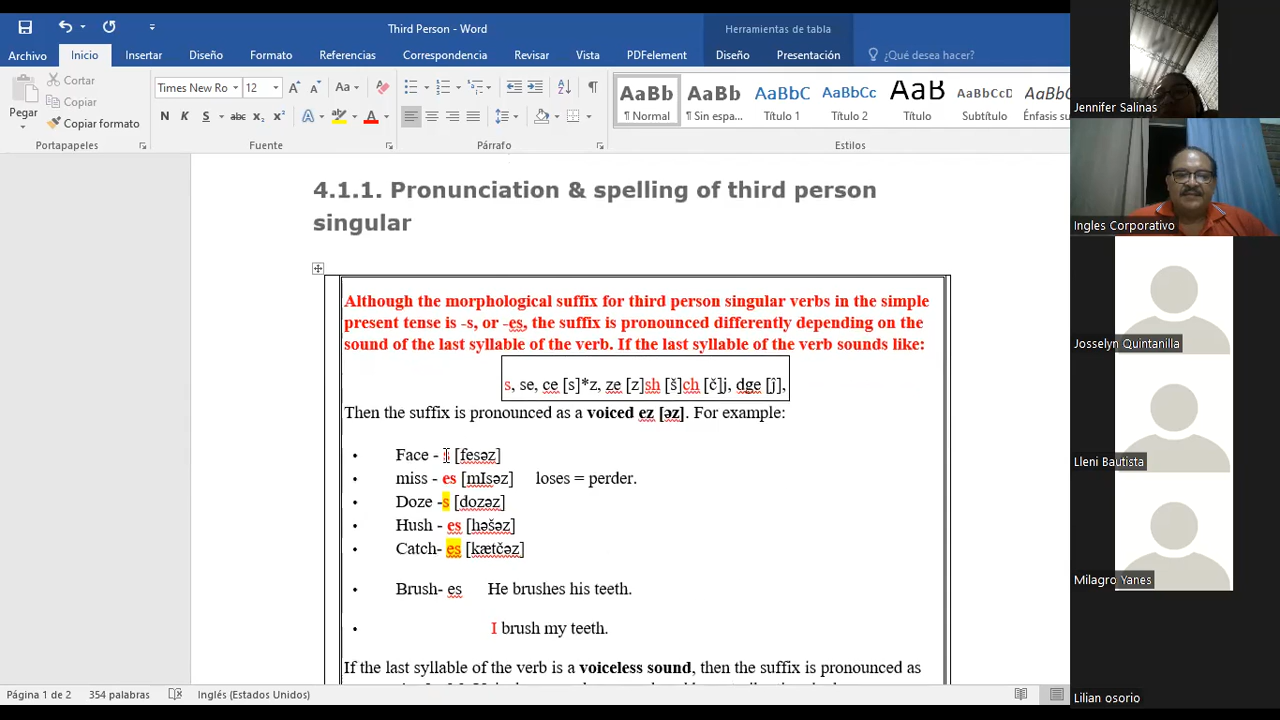 Third Person - Word
Herramientas de tabla
Archivo
Inicio
Insertar
Diseño
Formato
Referencias
Correspondencia
Revisar
Vista
PDFelement
Diseño
Presentación
¿Qué desea hacer?
Pegar
Cortar
Copiar
Copiar formato
Portapapeles
Times New Ro
12
Aa
N K S abc x₂ x²
Fuente
Párrafo
AaBb AaBb AaBbC AaBbCc AaB AaBbCcD AaBbCc
¶ Normal
¶ Sin espa...
Título 1
Título 2
Título
Subtítulo
Énfasis su
Estilos
4.1.1. Pronunciation & spelling of third person
singular
Although the morphological suffix for third person singular verbs in the simple
present tense is -s, or -es, the suffix is pronounced differently depending on the
sound of the last syllable of the verb. If the last syllable of the verb sounds like:
s, se, ce [s]*z, ze [z]sh [š]ch [č]j, dge [ǰ],
Then the suffix is pronounced as a voiced ez [əz]. For example:
• Face - s [fesəz]
• miss - es [mIsəz] loses = perder.
• Doze -s [dozəz]
• Hush - es [həšəz]
• Catch- es [kætčəz]
• Brush- es He brushes his teeth.
• I brush my teeth.
If the last syllable of the verb is a voiceless sound, then the suffix is pronounced as
Página 1 de 2
354 palabras
Inglés (Estados Unidos)
Jennifer Salinas
Ingles Corporativo
Josselyn Quintanilla
Lleni Bautista
Milagro Yanes
Lilian osorio